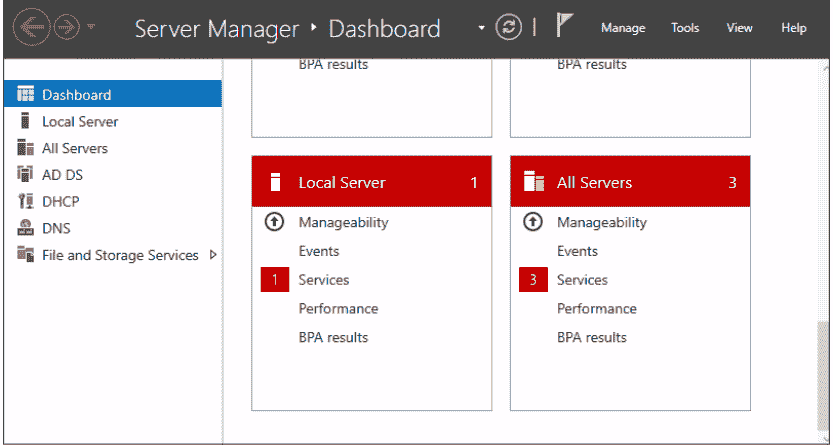 Server Manager ‣ Dashboard
Manage Tools View Help
Dashboard
Local Server
All Servers
AD DS
DHCP
DNS
File and Storage Services
BPA results
BPA results
Local Server 1
Manageability
Events
1 Services
Performance
BPA results
All Servers 3
Manageability
Events
3 Services
Performance
BPA results